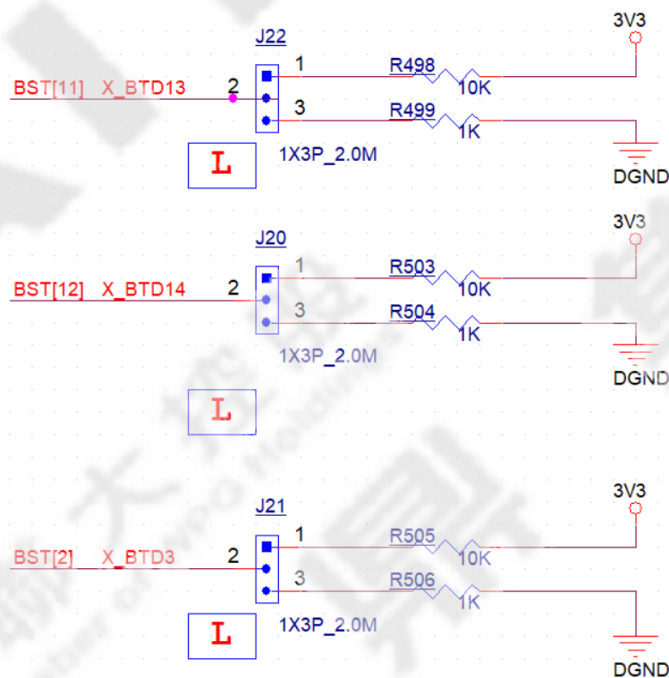 3V3
J22
1
R498
10K
BST[11] X_BTD13
2
3
R499
1K
L
1X3P_2.0M
DGND
3V3
J20
1
R503
10K
BST[12] X_BTD14
2
3
R504
1K
1X3P_2.0M
DGND
L
3V3
J21
1
R505
10K
BST[2] X_BTD3
2
3
R506
1K
L
1X3P_2.0M
DGND